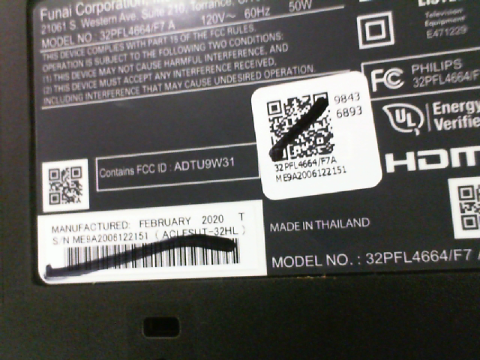 Funai Corporation,
21061 S. Western Ave, Suite 210, Torrance,
MODEL NO.: 32PFL4664/F7 A 120V~ 60Hz 50W
THIS DEVICE COMPLIES WITH PART 15 OF THE FCC RULES.
OPERATION IS SUBJECT TO THE FOLLOWING TWO CONDITIONS:
(1) THIS DEVICE MAY NOT CAUSE HARMFUL INTERFERENCE, AND
(2) THIS DEVICE MUST ACCEPT ANY INTERFERENCE RECEIVED,
INCLUDING INTERFERENCE THAT MAY CAUSE UNDESIRED OPERATION
Television
Equipment
E471229
FC PHILIPS
32PFL4664/F
9843
6893
32PFL4664/F7A
ME9A2006122151
UL Energy
Verifie
HDMI
Contains FCC ID : ADTU9W31
MANUFACTURED: FEBRUARY 2020 T
S/N ME9A2006122151 ( ACLFSUT-32HL )
MADE IN THAILAND
MODEL NO. : 32PFL4664/F7